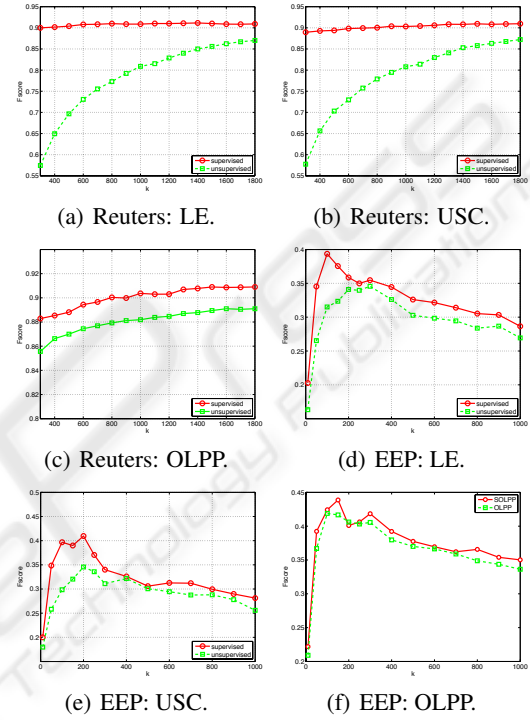 0.95
0.9
0.85
0.8
0.75
0.7
0.65
0.6
0.55
Fscore
400 600 800 1000 1200 1400 1600 1800
k
supervised
unsupervised
(a) Reuters: LE.
0.95
0.9
0.85
0.8
0.75
0.7
0.65
0.6
0.55
Fscore
400 600 800 1000 1200 1400 1600 1800
k
supervised
unsupervised
(b) Reuters: USC.
0.92
0.9
0.88
0.86
0.84
0.82
0.8
Fscore
400 600 800 1000 1200 1400 1600 1800
k
supervised
unsupervised
(c) Reuters: OLPP.
0.4
0.35
0.3
0.25
0.2
Fscore
0 200 400 600 800 1000
k
supervised
unsupervised
(d) EEP: LE.
0.5
0.45
0.4
0.35
0.3
0.25
0.2
0.15
Fscore
0 200 400 600 800 1000
k
supervised
unsupervised
(e) EEP: USC.
0.45
0.4
0.35
0.3
0.25
0.2
Fscore
0 200 400 600 800 1000
k
SOLPP
OLPP
(f) EEP: OLPP.